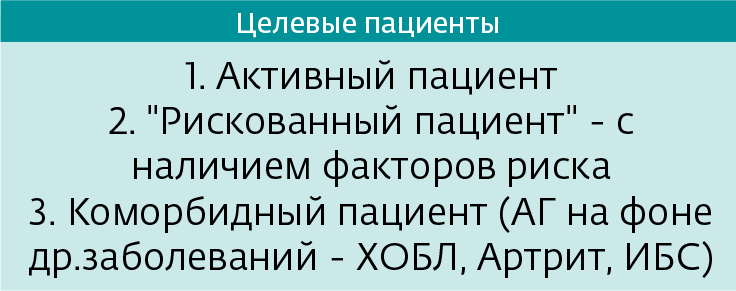 Целевые пациенты
1. Активный пациент
2. "Рискованный пациент" - с
наличием факторов риска
3. Коморбидный пациент (АГ на фоне
др.заболеваний - ХОБЛ, Артрит, ИБС)